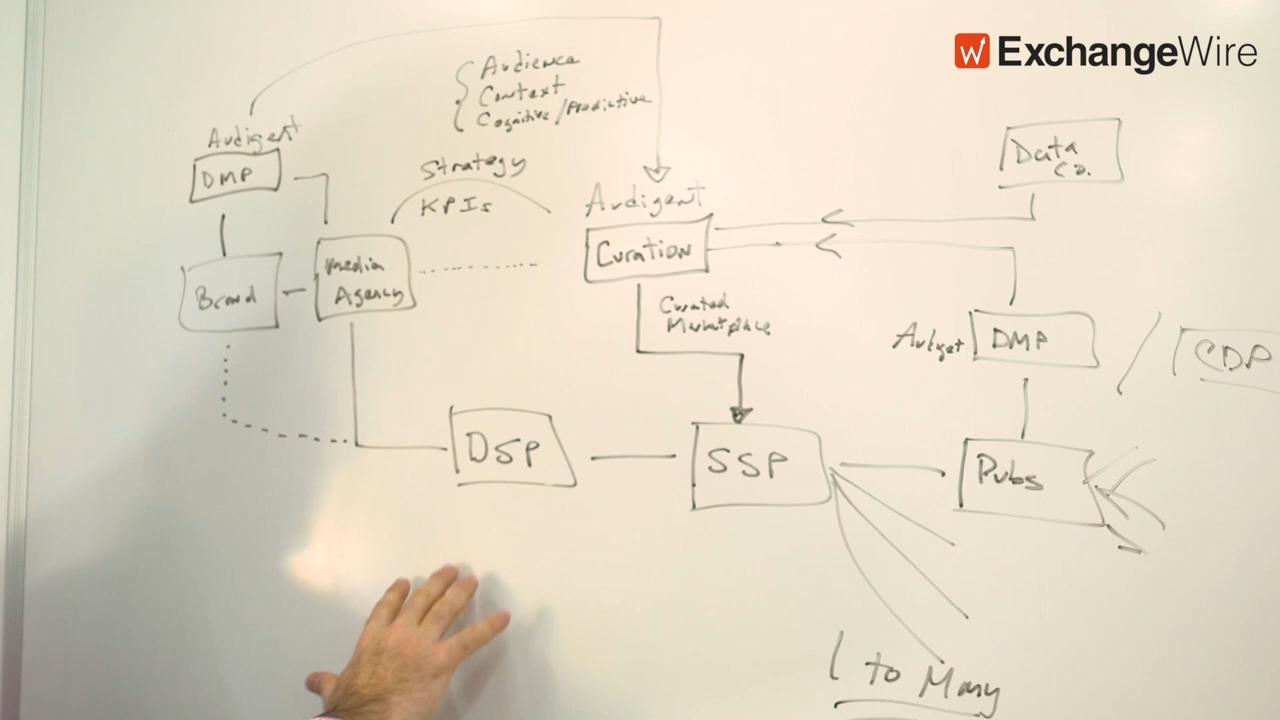 ExchangeWire
Audience
Context
Cognitive/Predictive
Audigent
DMP
Strategy
KPIs
Data
Co.
Audigent
Curation
Media
Agency
Brand
Curated
Marketplace
DMP
/ CDP
DSP
SSP
Pubs
1 to Many